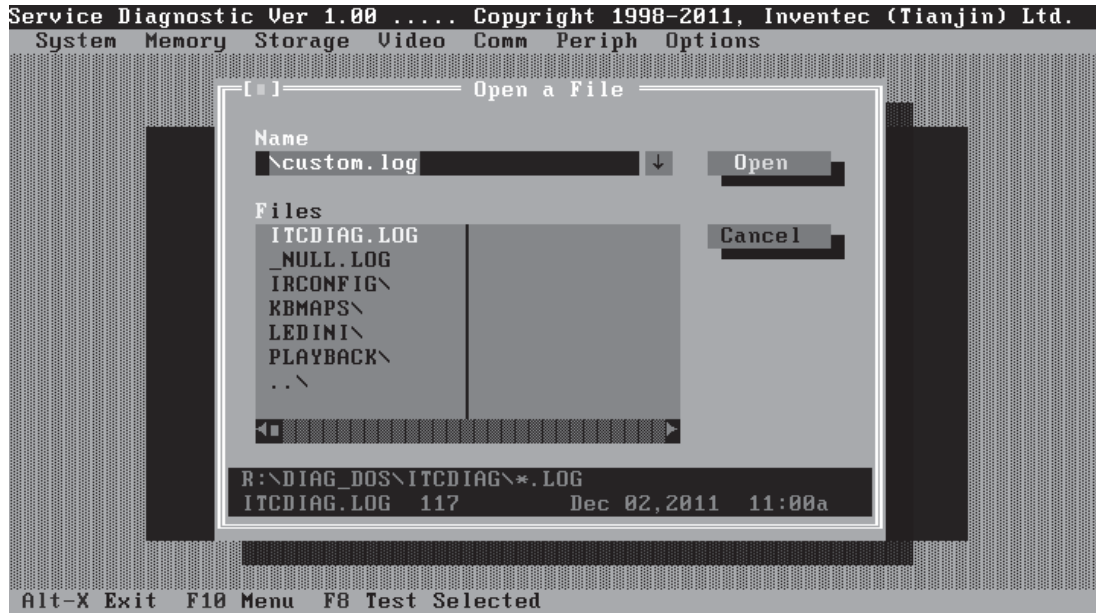 Service Diagnostic Ver 1.00 ..... Copyright 1998-2011, Inventec (Tianjin) Ltd.
System Memory Storage Video Comm Periph Options
[■] Open a File
Name
\custom.log ↓ Open
Files
ITCDIAG.LOG Cancel
_NULL.LOG
IRCONFIG\
KBMAPS\
LEDINI\
PLAYBACK\
..\
R:\DIAG_DOS\ITCDIAG\*.LOG
ITCDIAG.LOG 117 Dec 02,2011 11:00a
Alt-X Exit F10 Menu F8 Test Selected